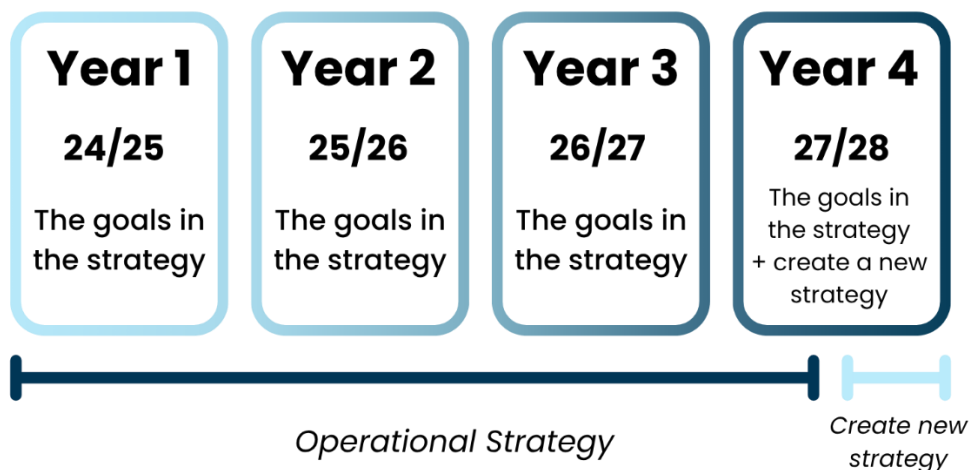 Year 1
24/25
The goals in
the strategy
Year 2
25/26
The goals in
the strategy
Year 3
26/27
The goals in
the strategy
Year 4
27/28
The goals in
the strategy
+ create a new
strategy
Operational Strategy
Create new
strategy